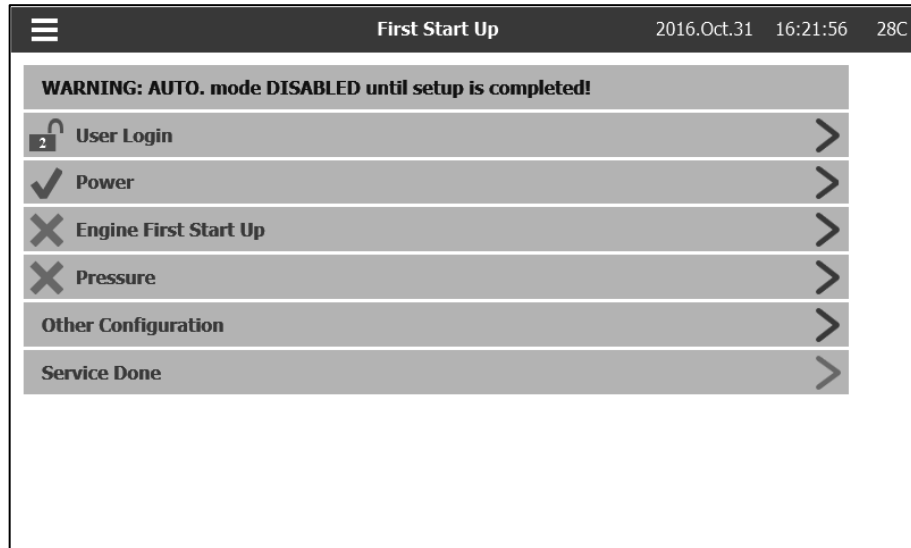 First Start Up 2016.Oct.31 16:21:56 28C
WARNING: AUTO. mode DISABLED until setup is completed!
2 User Login
Power
Engine First Start Up
Pressure
Other Configuration
Service Done